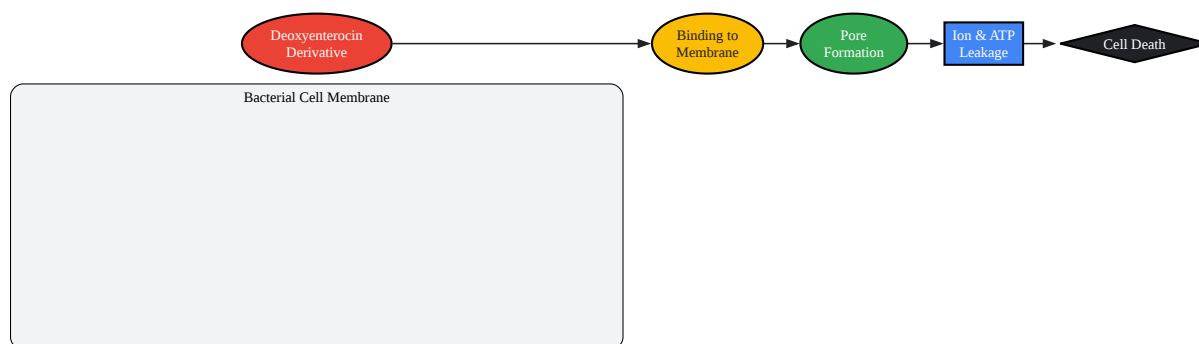 Deoxyenterocin
Derivative
Binding to
Membrane
Pore
Formation
Ion & ATP
Leakage
Cell Death
Bacterial Cell Membrane